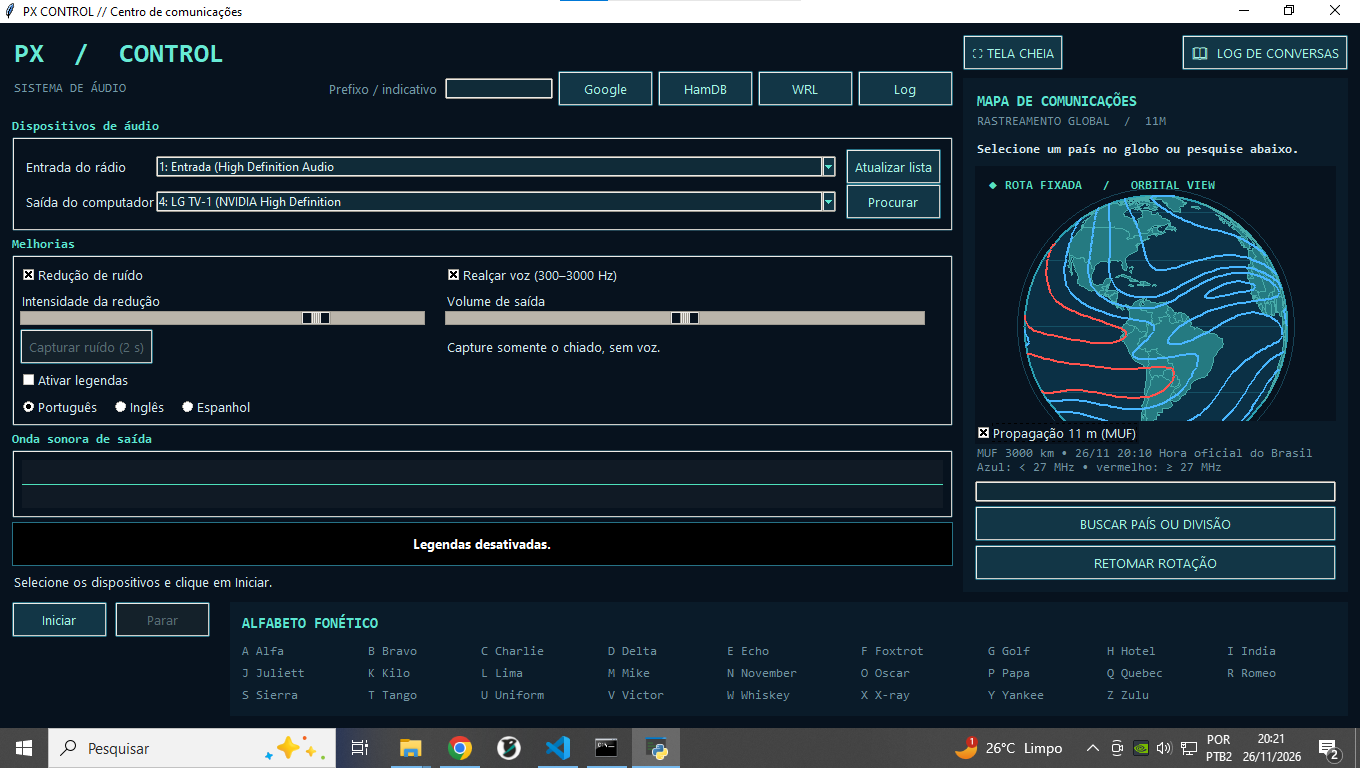 PX CONTROL // Centro de comunicações
PX / CONTROL
SISTEMA DE ÁUDIO
Prefixo / indicativo
Google
HamDB
WRL
Log
TELA CHEIA
LOG DE CONVERSAS
Dispositivos de áudio
Entrada do rádio
1: Entrada (High Definition Audio
Atualizar lista
Saída do computador
4: LG TV-1 (NVIDIA High Definition
Procurar
Melhorias
Redução de ruído
Realçar voz (300–3000 Hz)
Intensidade da redução
Volume de saída
Capturar ruído (2 s)
Capture somente o chiado, sem voz.
Ativar legendas
Português
Inglês
Espanhol
Onda sonora de saída
Legendas desativadas.
Selecione os dispositivos e clique em Iniciar.
Iniciar
Parar
MAPA DE COMUNICAÇÕES
RASTREAMENTO GLOBAL / 11M
Selecione um país no globo ou pesquise abaixo.
◆ ROTA FIXADA / ORBITAL VIEW
Propagação 11 m (MUF)
MUF 3000 km • 26/11 20:10 Hora oficial do Brasil
Azul: < 27 MHz • vermelho: ≥ 27 MHz
BUSCAR PAÍS OU DIVISÃO
RETOMAR ROTAÇÃO
ALFABETO FONÉTICO
A Alfa B Bravo C Charlie D Delta E Echo F Foxtrot G Golf H Hotel I India
J Juliett K Kilo L Lima M Mike N November O Oscar P Papa Q Quebec R Romeo
S Sierra T Tango U Uniform V Victor W Whiskey X X-ray Y Yankee Z Zulu
Pesquisar
1
26°C Limpo
POR
PTB2
20:21
26/11/2026
2